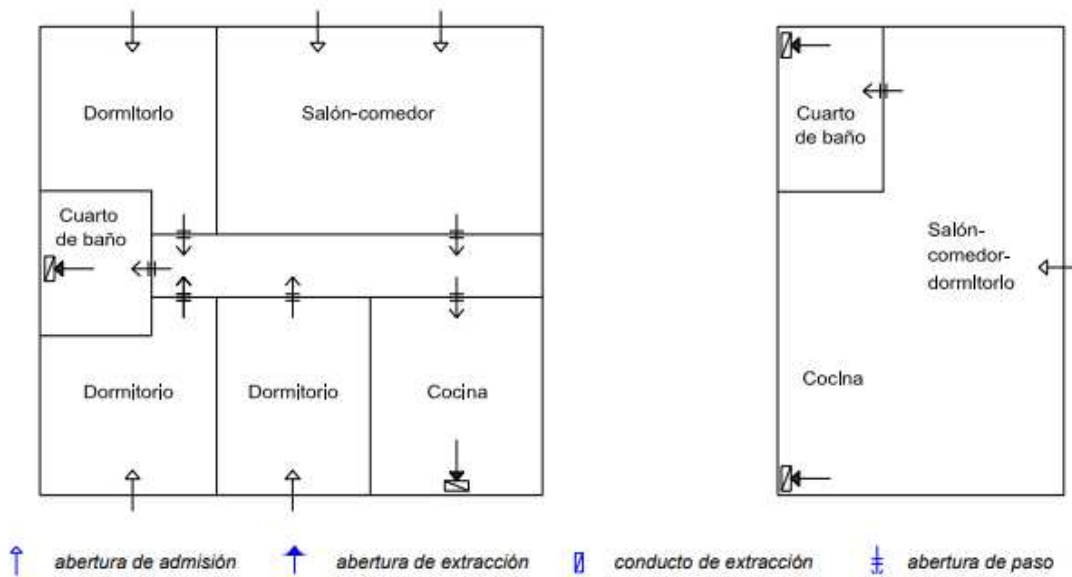 Dormitorio
Salón-comedor
Cuarto
de baño
Dormitorio
Dormitorio
Cocina
Cuarto
de baño
Salón-
comedor-
dormitorio
Cocina
abertura de admisión
abertura de extracción
conducto de extracción
abertura de paso